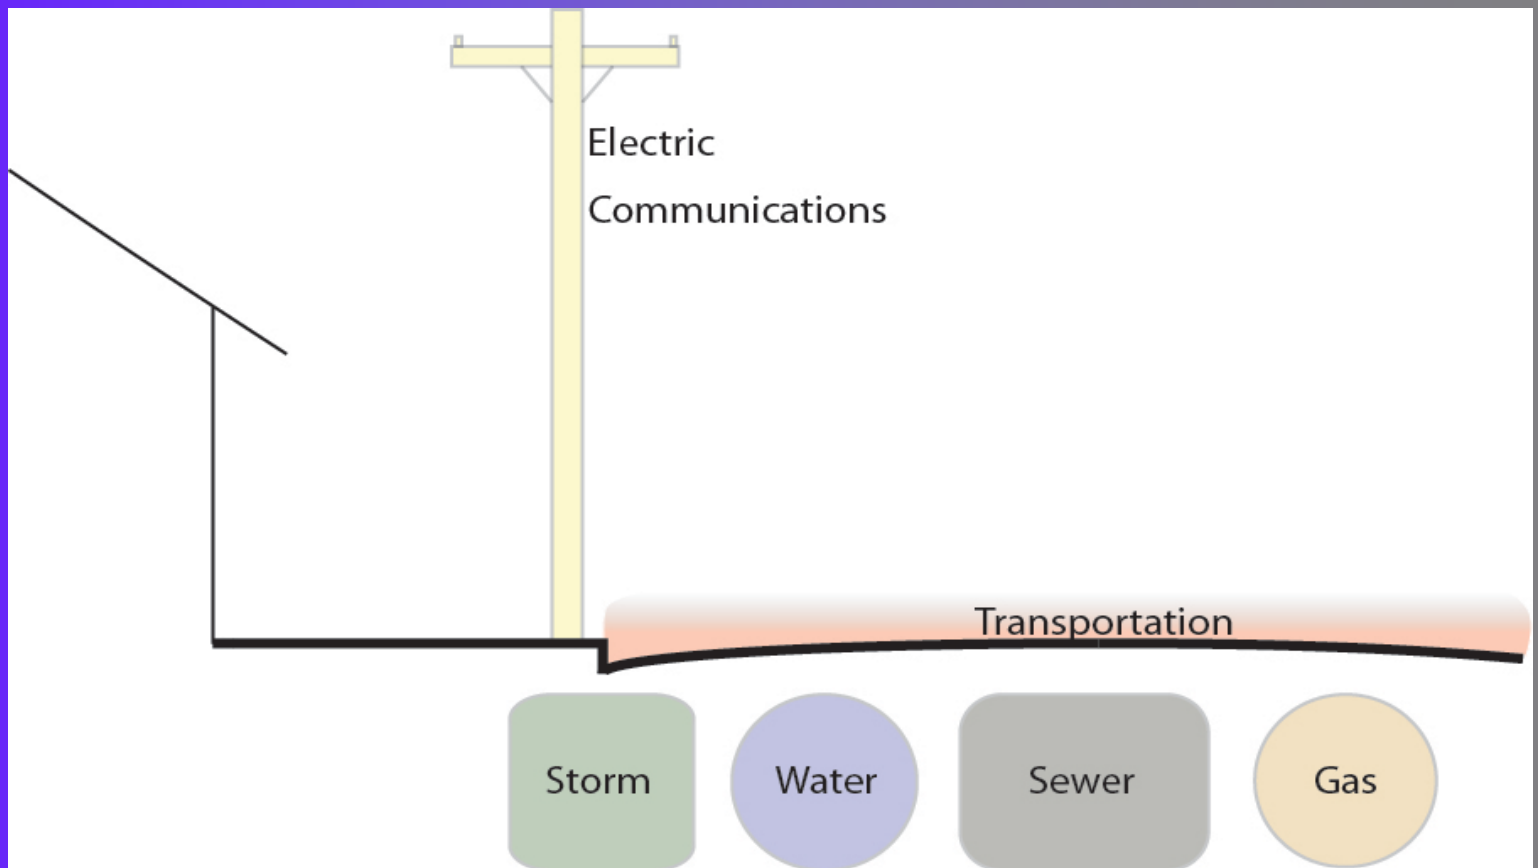 Electric
Communications
Transportation
Storm
Water
Sewer
Gas